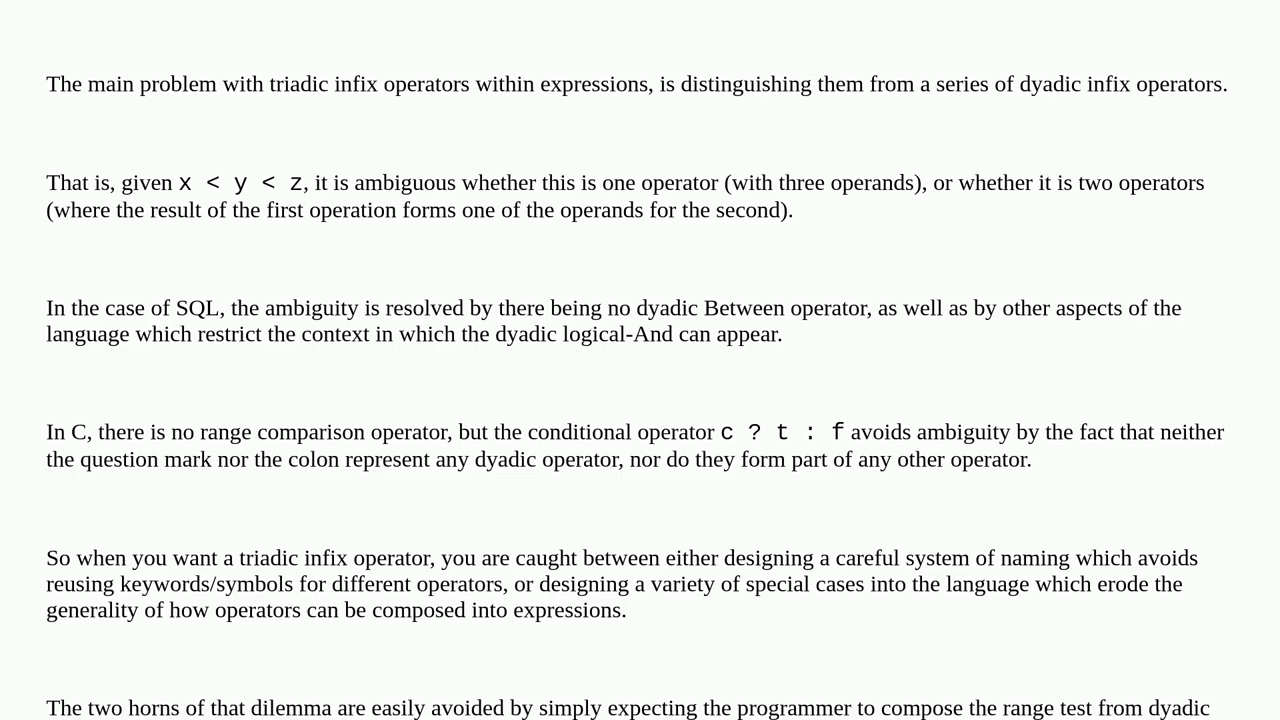 The main problem with triadic infix operators within expressions, is distinguishing them from a series of dyadic infix operators.
That is, given x < y < z, it is ambiguous whether this is one operator (with three operands), or whether it is two operators
(where the result of the first operation forms one of the operands for the second).
In the case of SQL, the ambiguity is resolved by there being no dyadic Between operator, as well as by other aspects of the
language which restrict the context in which the dyadic logical-And can appear.
In C, there is no range comparison operator, but the conditional operator c ? t : f avoids ambiguity by the fact that neither
the question mark nor the colon represent any dyadic operator, nor do they form part of any other operator.
So when you want a triadic infix operator, you are caught between either designing a careful system of naming which avoids
reusing keywords/symbols for different operators, or designing a variety of special cases into the language which erode the
generality of how operators can be composed into expressions.
The two horns of that dilemma are easily avoided by simply expecting the programmer to compose the range test from dyadic